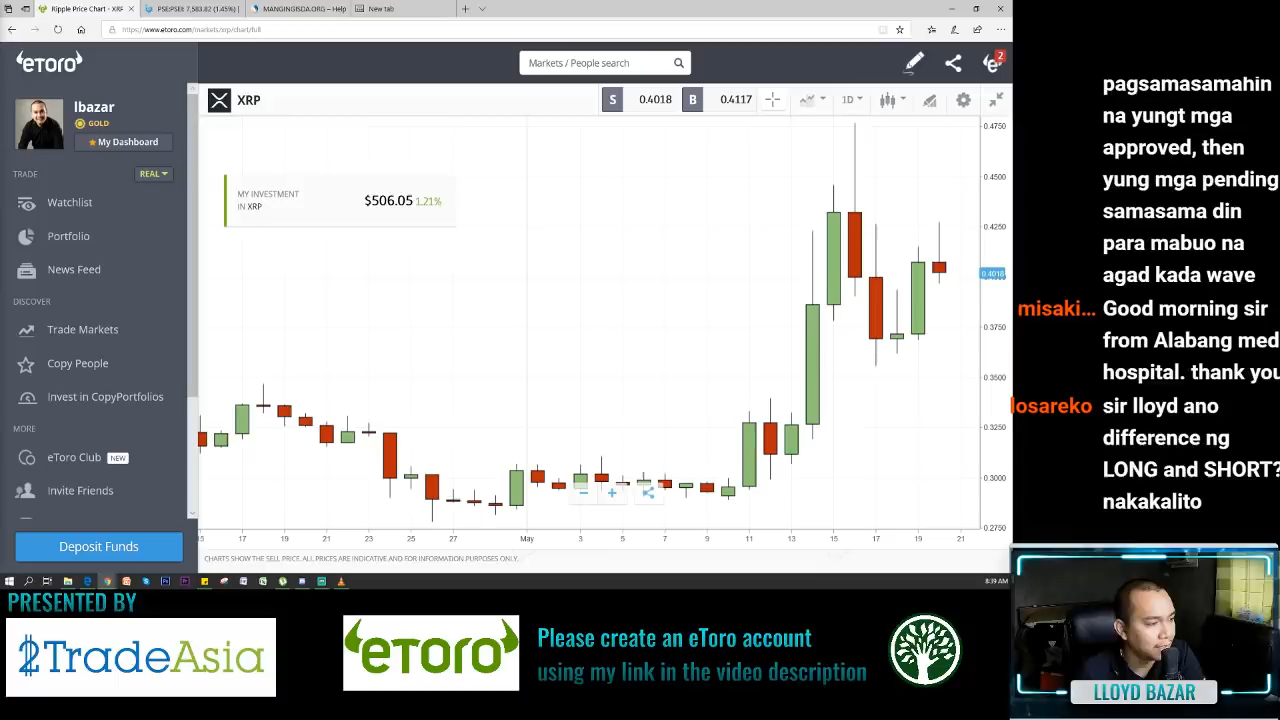 Ripple Price Chart - XRP
PSEiPSEi 7,583.82 (1.45%)
MANGINGISDA.ORG – Help
New tab
https://www.etoro.com/markets/xrp/chart/full
eTORO
Markets / People search
2
lbazar
GOLD
My Dashboard
TRADE
REAL
Watchlist
Portfolio
News Feed
DISCOVER
Trade Markets
Copy People
Invest in CopyPortfolios
MORE
eToro Club NEW
Invite Friends
Deposit Funds
XRP
S 0.4018 B 0.4117
1D
MY INVESTMENT
IN XRP
$506.05 1.21%
0.4750
0.4500
0.4250
0.4018
0.3750
0.3500
0.3250
0.3000
0.2750
15 17 19 21 23 25 27 May 3 5 7 9 11 13 15 17 19 21
CHARTS SHOW THE SELL PRICE. ALL PRICES ARE INDICATIVE AND FOR INFORMATION PURPOSES ONLY.
8:39 AM
pagsamasamahin
na yungt mga
approved, then
yung mga pending
samasama din
para mabuo na
agad kada wave
misaki… Good morning sir
from Alabang med
hospital. thank you
losareko sir lloyd ano
difference ng
LONG and SHORT?
nakakalito
PRESENTED BY
2TradeAsia
eTORO
Please create an eToro account
using my link in the video description
LLOYD BAZAR